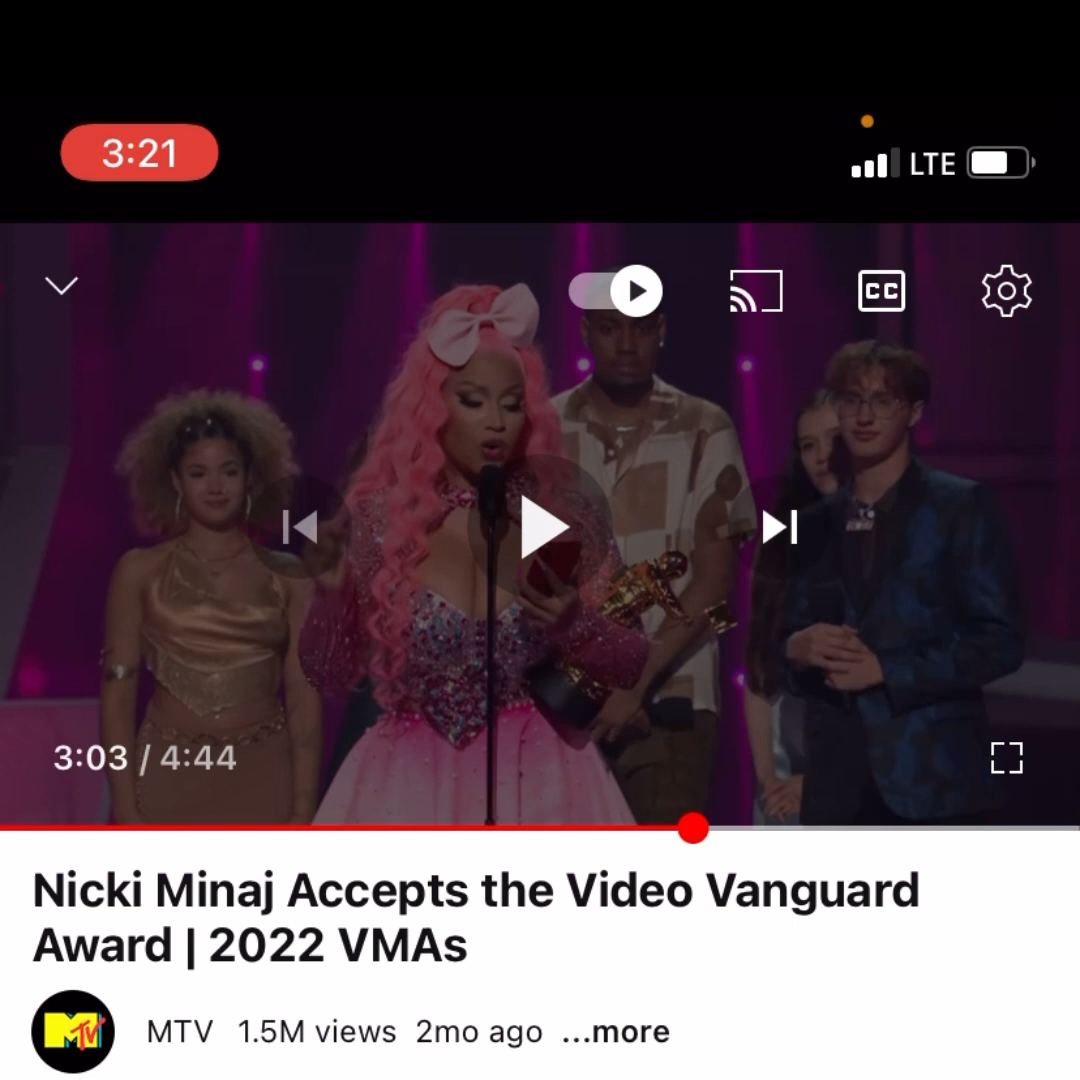 3:21
LTE
CC
3:03 / 4:44
Nicki Minaj Accepts the Video Vanguard
Award | 2022 VMAs
MTV
MTV 1.5M views 2mo ago ...more